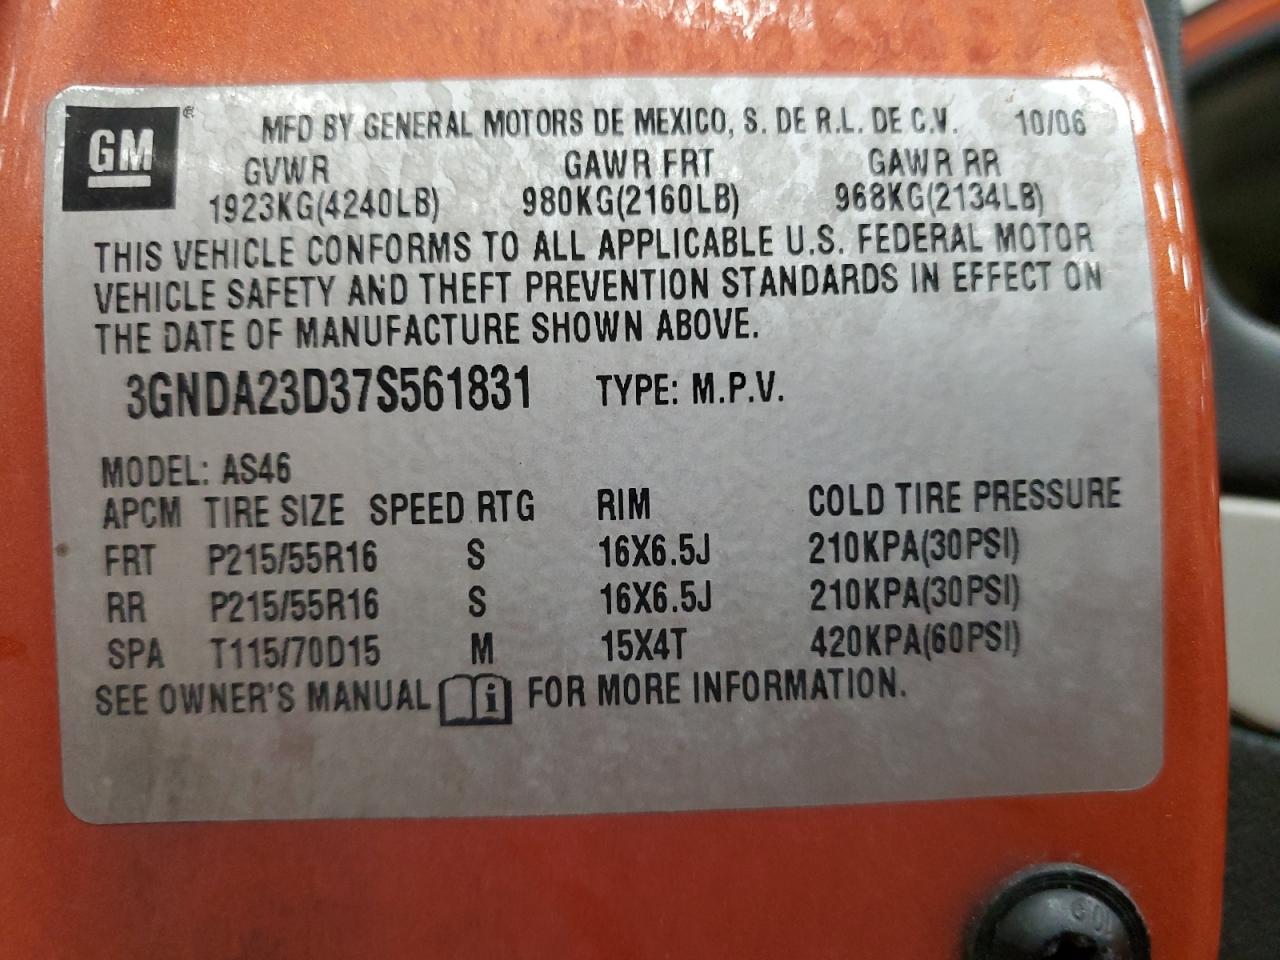 GM ®
MFD BY GENERAL MOTORS DE MEXICO, S. DE R.L. DE C.V. 10/06
GVWR GAWR FRT GAWR RR
1923KG(4240LB) 980KG(2160LB) 968KG(2134LB)
THIS VEHICLE CONFORMS TO ALL APPLICABLE U.S. FEDERAL MOTOR
VEHICLE SAFETY AND THEFT PREVENTION STANDARDS IN EFFECT ON
THE DATE OF MANUFACTURE SHOWN ABOVE.
3GNDA23D37S561831 TYPE: M.P.V.
MODEL: AS46
APCM TIRE SIZE SPEED RTG RIM COLD TIRE PRESSURE
FRT P215/55R16 S 16X6.5J 210KPA(30PSI)
RR P215/55R16 S 16X6.5J 210KPA(30PSI)
SPA T115/70D15 M 15X4T 420KPA(60PSI)
SEE OWNER'S MANUAL i FOR MORE INFORMATION.